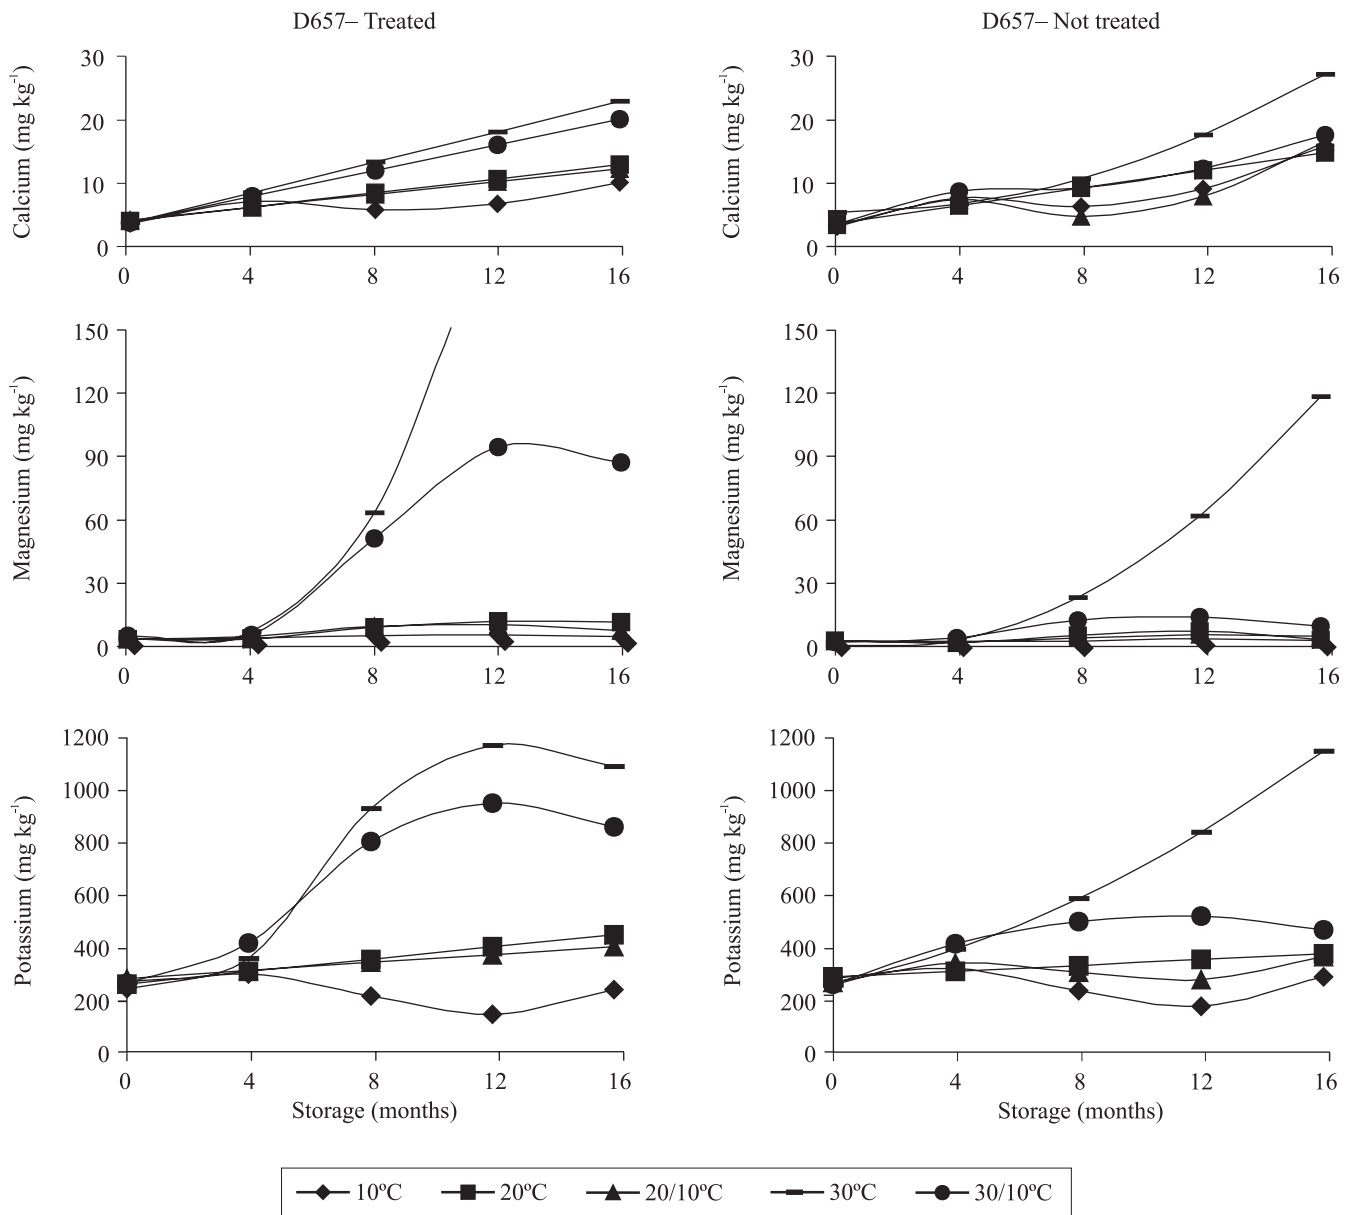 D657– Treated
D657– Not treated
Calcium (mg kg-1)
30
20
10
0
0 4 8 12 16
Calcium (mg kg-1)
30
20
10
0
0 4 8 12 16
Magnesium (mg kg-1)
150
120
90
60
30
0
0 4 8 12 16
Magnesium (mg kg-1)
150
120
90
60
30
0
0 4 8 12 16
Potassium (mg kg-1)
1200
1000
800
600
400
200
0
0 4 8 12 16
Storage (months)
Potassium (mg kg-1)
1200
1000
800
600
400
200
0
0 4 8 12 16
Storage (months)
10ºC 20ºC 20/10ºC 30ºC 30/10ºC